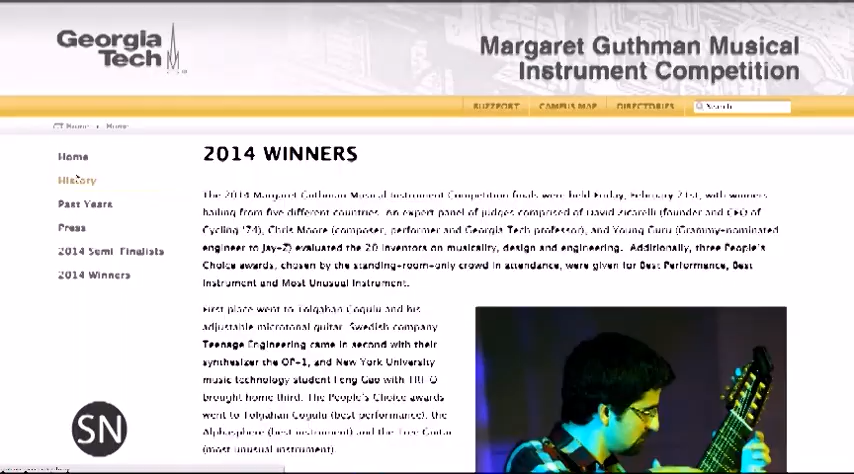 Georgia
Tech
Margaret Guthman Musical
Instrument Competition
SUPPORT
CAMPUS MAP
DIRECTORIES
Search
Home
Home
Home
History
Past Years
Press
2014 Semi-Finalists
2014 Winners
2014 WINNERS
The 2014 Margaret Guthman Musical Instrument Competition finals were held Friday, February 21st, with winners
hailing from five different countries. An expert panel of judges comprised of David Zicarelli (founder and CEO of
Cycling '74), Chris Moore (composer, performer and Georgia Tech professor), and Young Guru (Grammy-nominated
engineer to Jay-Z) evaluated the 20 inventors on musicality, design and engineering. Additionally, three People's
Choice awards, chosen by the standing-room-only crowd in attendance, were given for Best Performance, Best
Instrument and Most Unusual Instrument.
First place went to Tolgahan Cogulu and his
adjustable microtonal guitar. Swedish company
Teenage Engineering came in second with their
synthesizer the OP-1, and New York University
music technology student Feng Gao with
brought home third. The People's Choice awards
went to Tolgahan Cogulu (best performance), the
Alphasphere (best instrument) and the Tree Guitar
(most unusual instrument).
SN